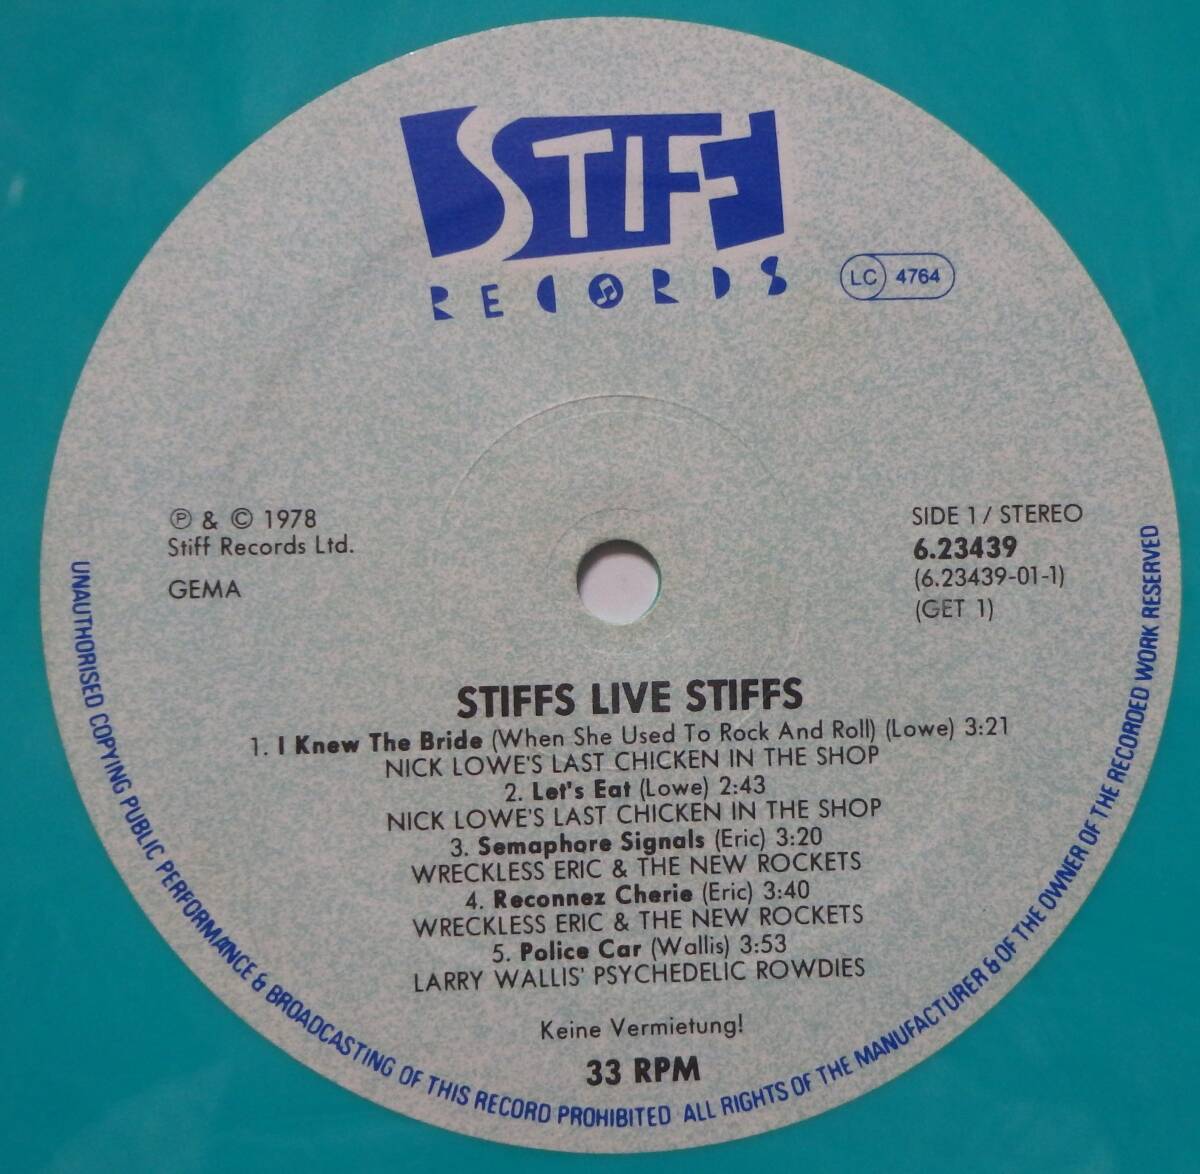 STIFF
RECORDS
LC 4764
℗ & © 1978
Stiff Records Ltd.
GEMA
SIDE 1 / STEREO
6.23439
(6.23439-01-1)
(GET 1)
STIFFS LIVE STIFFS
1. I Knew The Bride (When She Used To Rock And Roll) (Lowe) 3:21
NICK LOWE'S LAST CHICKEN IN THE SHOP
2. Let's Eat (Lowe) 2:43
NICK LOWE'S LAST CHICKEN IN THE SHOP
3. Semaphore Signals (Eric) 3:20
WRECKLESS ERIC & THE NEW ROCKETS
4. Reconnez Cherie (Eric) 3:40
WRECKLESS ERIC & THE NEW ROCKETS
5. Police Car (Wallis) 3:53
LARRY WALLIS' PSYCHEDELIC ROWDIES
Keine Vermietung!
33 RPM
UNAUTHORISED COPYING PUBLIC PERFORMANCE & BROADCASTING OF THIS RECORD PROHIBITED ALL RIGHTS OF THE MANUFACTURER & OF THE OWNER OF THE RECORDED WORK RESERVED